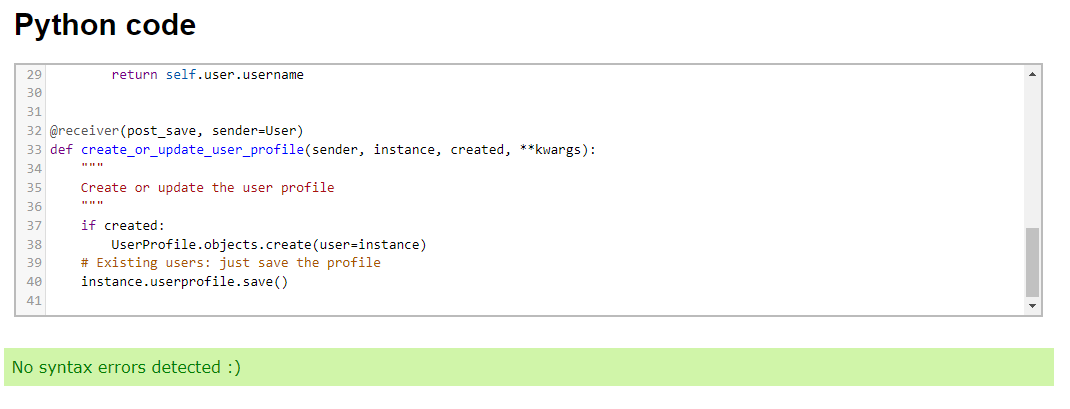 Python code
29         return self.user.username
30
31
32 @receiver(post_save, sender=User)
33 def create_or_update_user_profile(sender, instance, created, **kwargs):
34     """
35     Create or update the user profile
36     """
37     if created:
38         UserProfile.objects.create(user=instance)
39     # Existing users: just save the profile
40     instance.userprofile.save()
41
No syntax errors detected :)